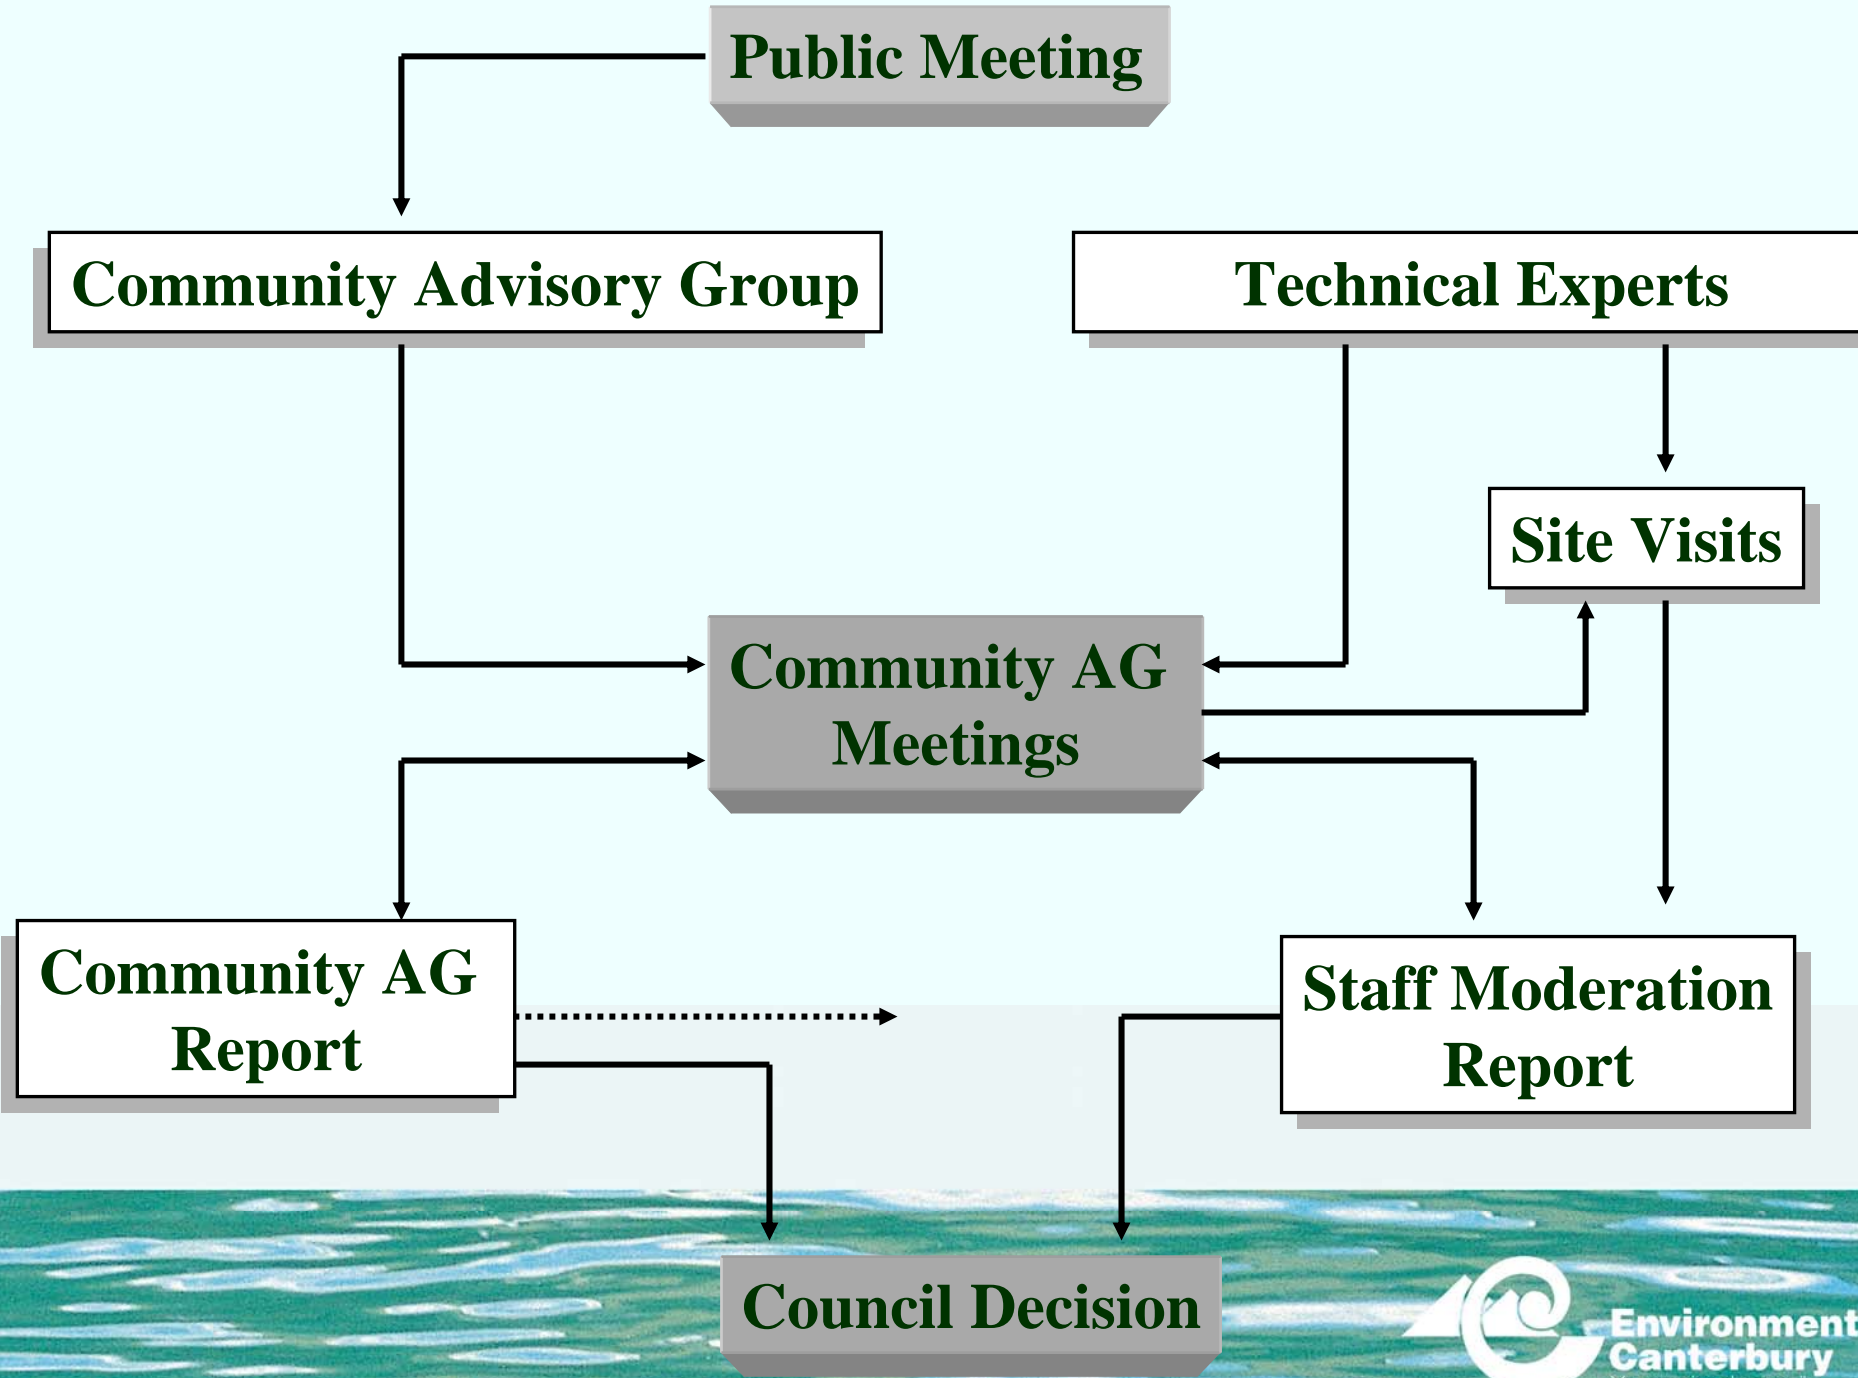 Public Meeting
Community Advisory Group
Technical Experts
Site Visits
Community AG
Meetings
Community AG
Report
Staff Moderation
Report
Council Decision
Environment
Canterbury